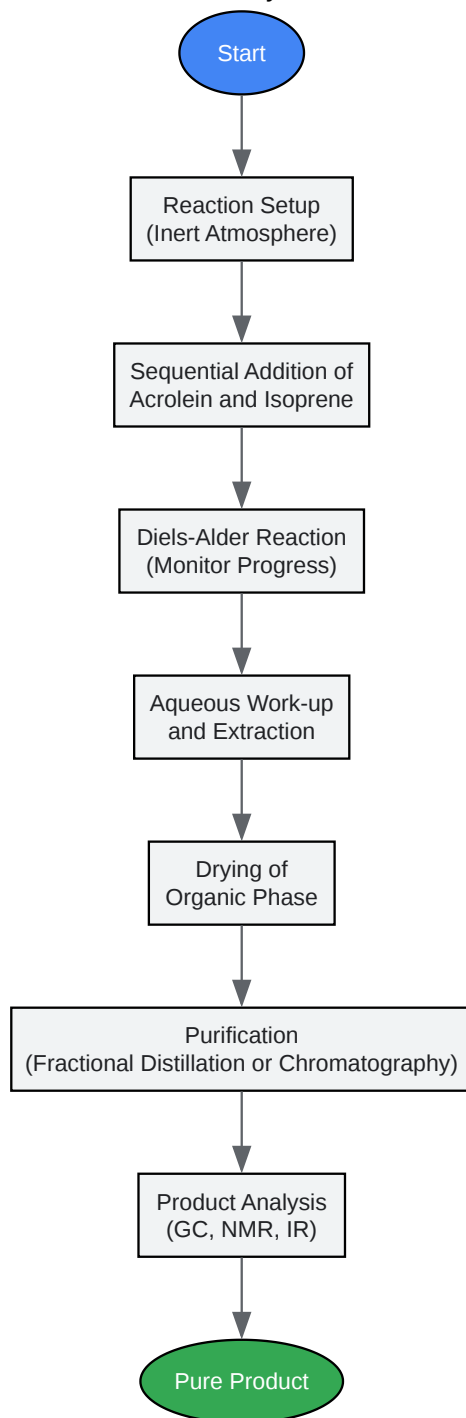 Start
Reaction Setup
(Inert Atmosphere)
Sequential Addition of
Acrolein and Isoprene
Diels-Alder Reaction
(Monitor Progress)
Aqueous Work-up
and Extraction
Drying of
Organic Phase
Purification
(Fractional Distillation or Chromatography)
Product Analysis
(GC, NMR, IR)
Pure Product